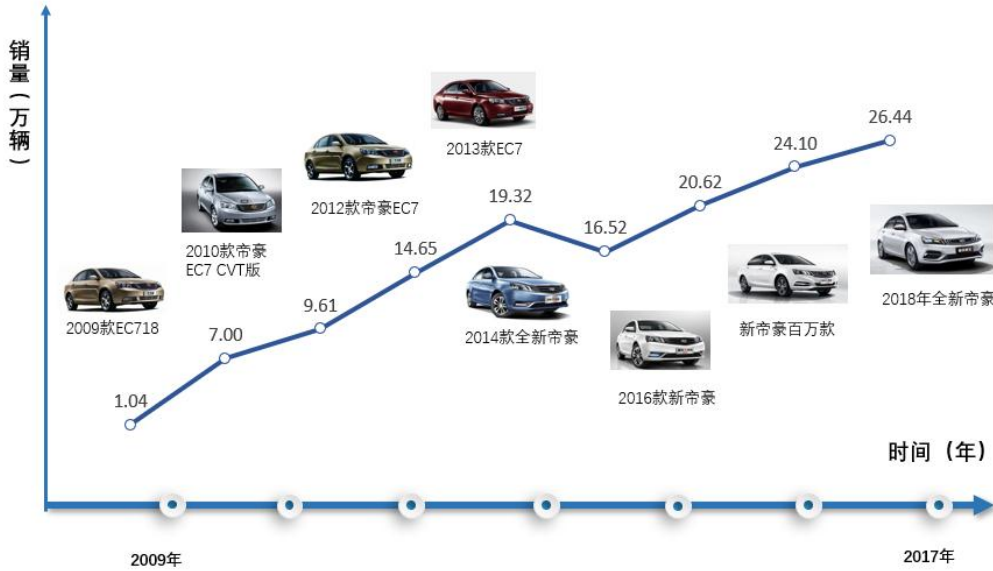 销量(万辆)
26.44
24.10
2013款EC7
20.62
2012款帝豪EC7
19.32
16.52
2010款帝豪
EC7 CVT版
14.65
2018年全新帝豪
2009款EC718
7.00
9.61
2014款全新帝豪
新帝豪百万款
1.04
2016款新帝豪
时间 (年)
2009年
2017年